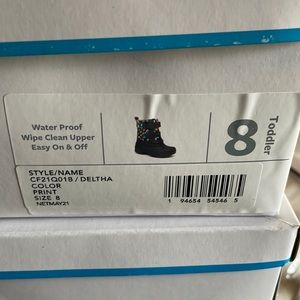 Water Proof
Wipe Clean Upper
Easy On & Off
8
Toddler
STYLE/NAME
CF21Q01B / DELTHA
COLOR
PRINT
SIZE 8
NETMAY21
1 94654 54546 5